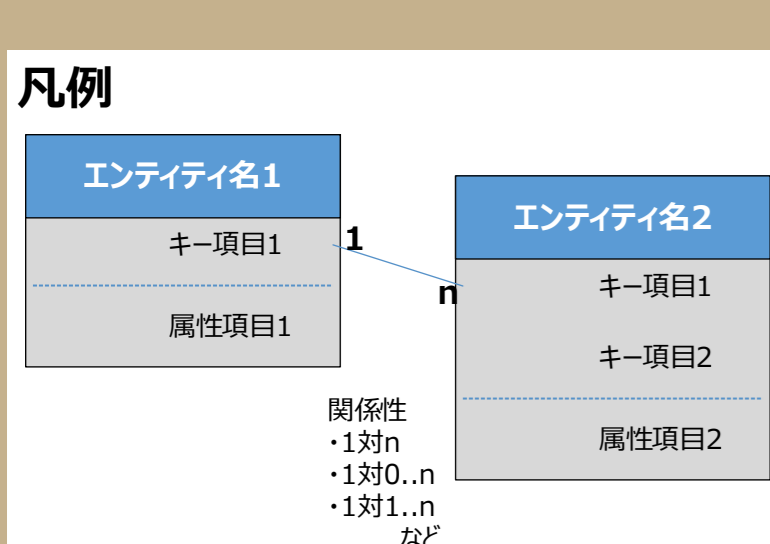 凡例
エンティティ名1
キー項目1
属性項目1
1
n
エンティティ名2
キー項目1
キー項目2
属性項目2
関係性
・1対n
・1対0..n
・1対1..n
など